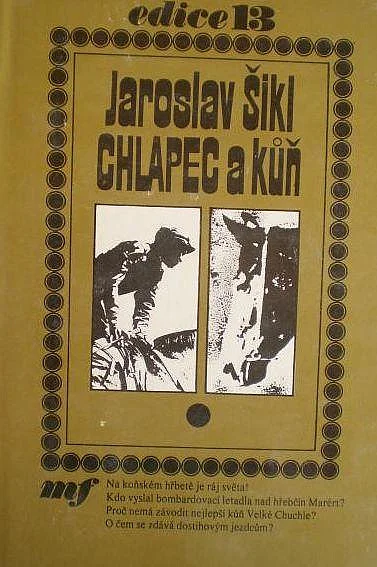 edice 13
Jaroslav Šikl
CHLAPEC a kůň
mf
Na koňském hřbetě je ráj světa!
Kdo vyslal bombardovací letadla nad hřebčín Marért?
Proč nemá závodit nejlepší kůň Velké Chuchle?
O čem se zdává dostihovým jezdcům?